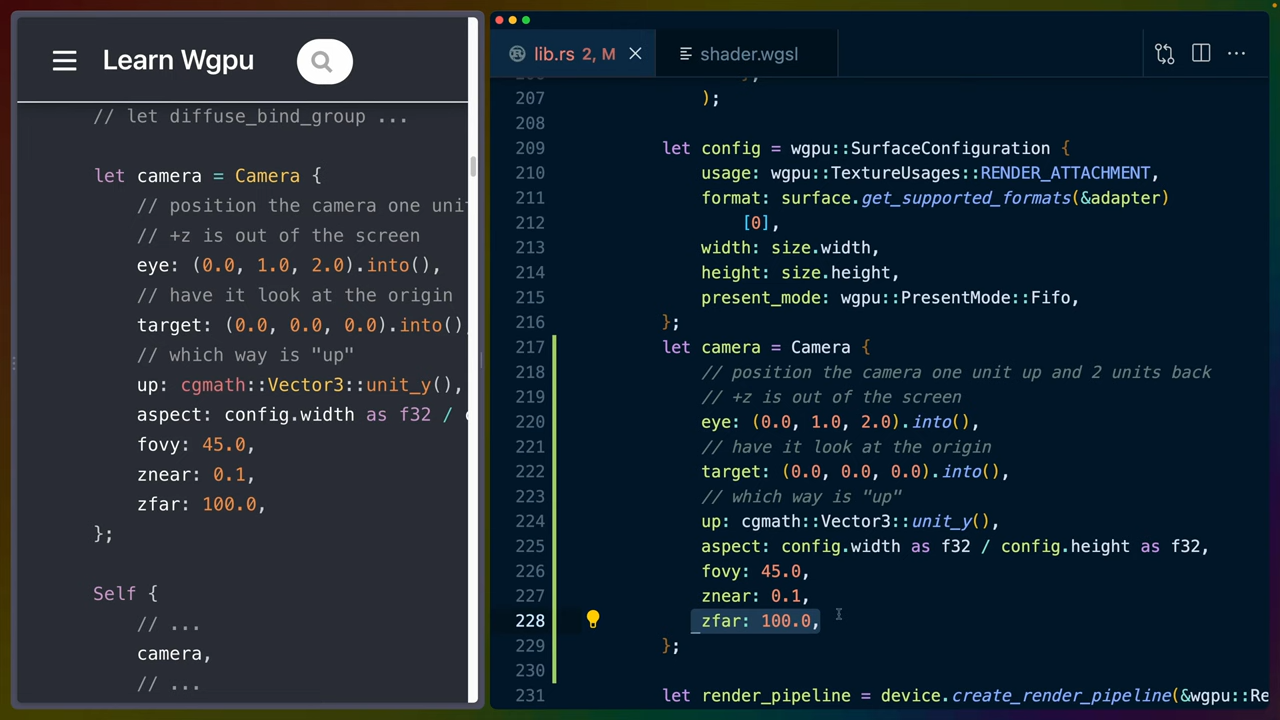 Learn Wgpu
// let diffuse_bind_group ...
let camera = Camera {
// position the camera one unit
// +z is out of the screen
eye: (0.0, 1.0, 2.0).into(),
// have it look at the origin
target: (0.0, 0.0, 0.0).into(),
// which way is "up"
up: cgmath::Vector3::unit_y(),
aspect: config.width as f32 /
fovy: 45.0,
znear: 0.1,
zfar: 100.0,
};
Self {
// ...
camera,
// ...
lib.rs 2, M
shader.wgsl
207 );
208
209 let config = wgpu::SurfaceConfiguration {
210 usage: wgpu::TextureUsages::RENDER_ATTACHMENT,
211 format: surface.get_supported_formats(&adapter)
212 [0],
213 width: size.width,
214 height: size.height,
215 present_mode: wgpu::PresentMode::Fifo,
216 };
217 let camera = Camera {
218 // position the camera one unit up and 2 units back
219 // +z is out of the screen
220 eye: (0.0, 1.0, 2.0).into(),
221 // have it look at the origin
222 target: (0.0, 0.0, 0.0).into(),
223 // which way is "up"
224 up: cgmath::Vector3::unit_y(),
225 aspect: config.width as f32 / config.height as f32,
226 fovy: 45.0,
227 znear: 0.1,
228 zfar: 100.0,
229 };
230
231 let render_pipeline = device.create_render_pipeline(&wgpu::Re